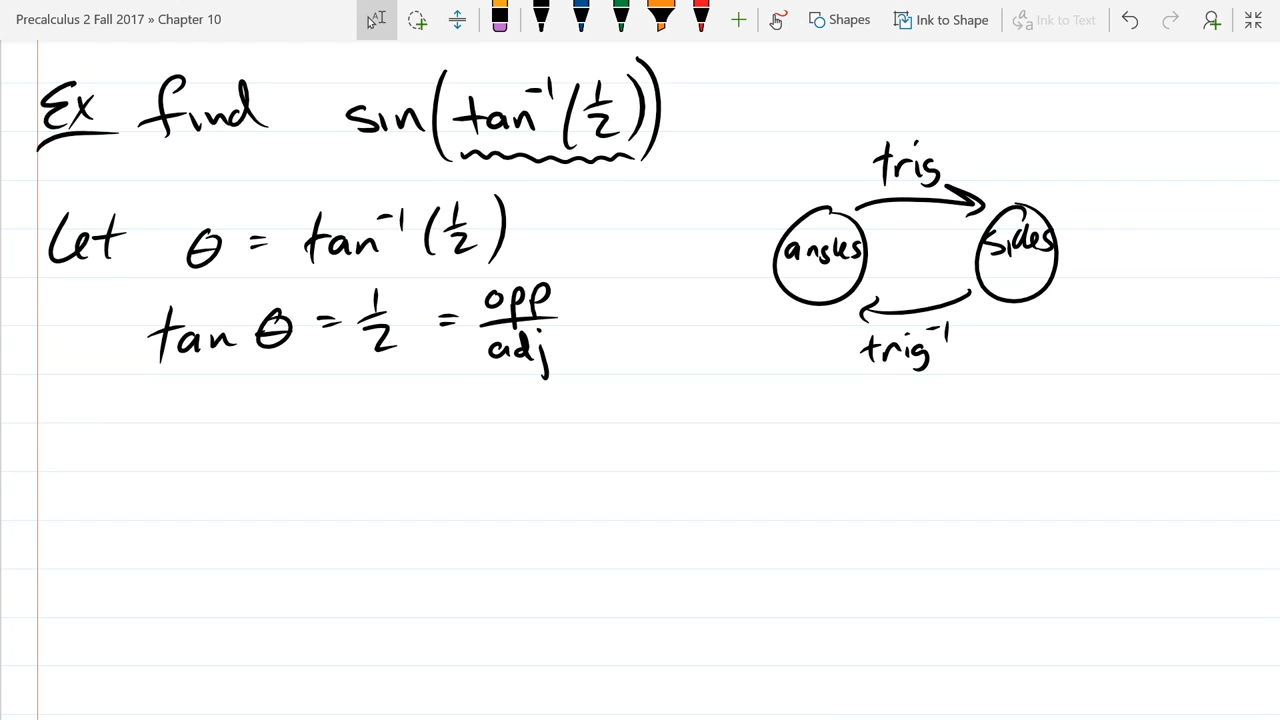 Precalculus 2 Fall 2017 » Chapter 10
Shapes
Ink to Shape
Ink to Text
Ex find sin(tan⁻¹(1/2))
Let θ = tan⁻¹(1/2)
tan θ = 1/2 = opp/adj
trig
angles
sides
trig⁻¹